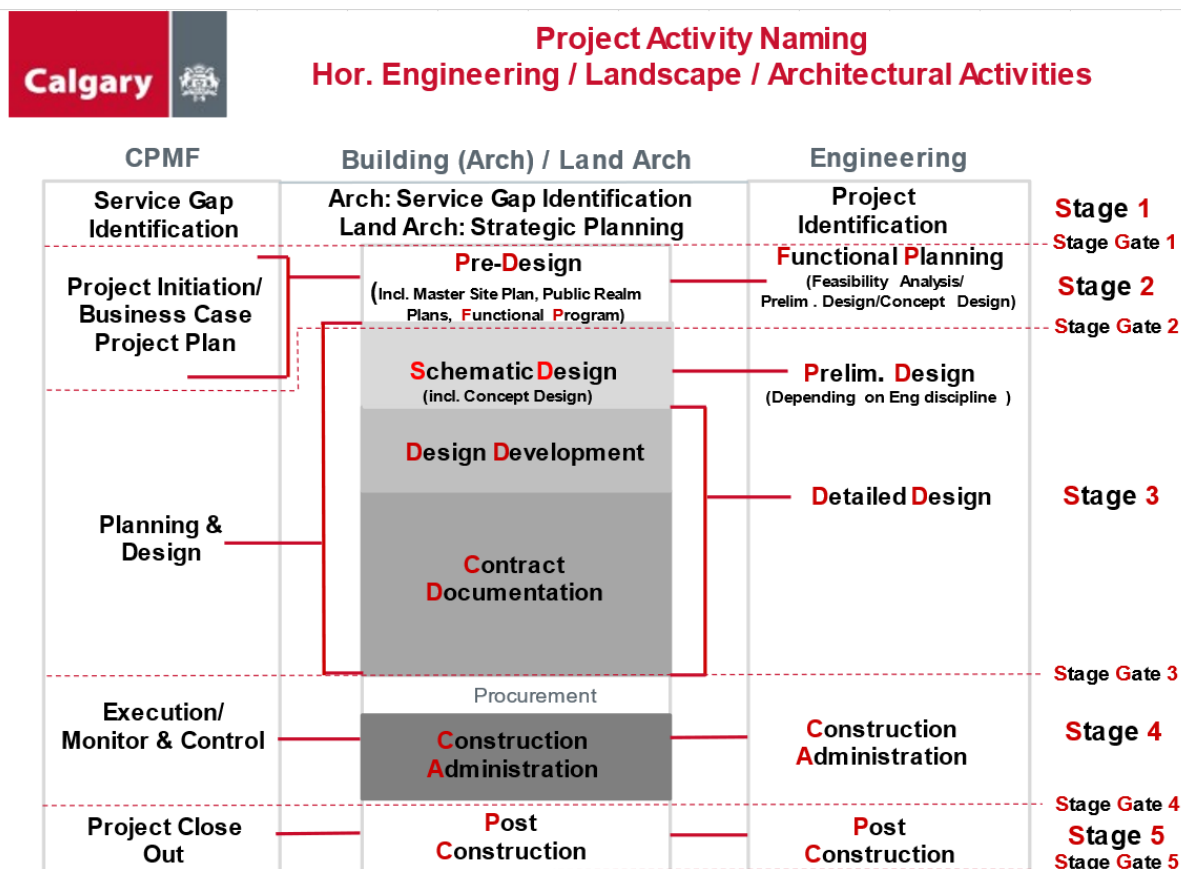 Calgary
Project Activity Naming
Hor. Engineering / Landscape / Architectural Activities
CPMF
Building (Arch) / Land Arch
Engineering
Service Gap
Identification
Arch: Service Gap Identification
Land Arch: Strategic Planning
Project
Identification
Stage 1
Stage Gate 1
Project Initiation/
Business Case
Project Plan
Pre-Design
(Incl. Master Site Plan, Public Realm
Plans, Functional Program)
Functional Planning
(Feasibility Analysis/
Prelim . Design/Concept Design)
Stage 2
Stage Gate 2
Schematic Design
(incl. Concept Design)
Prelim. Design
(Depending on Eng discipline )
Design Development
Planning &
Design
Contract
Documentation
Detailed Design
Stage 3
Stage Gate 3
Procurement
Execution/
Monitor & Control
Construction
Administration
Construction
Administration
Stage 4
Stage Gate 4
Project Close
Out
Post
Construction
Post
Construction
Stage 5
Stage Gate 5